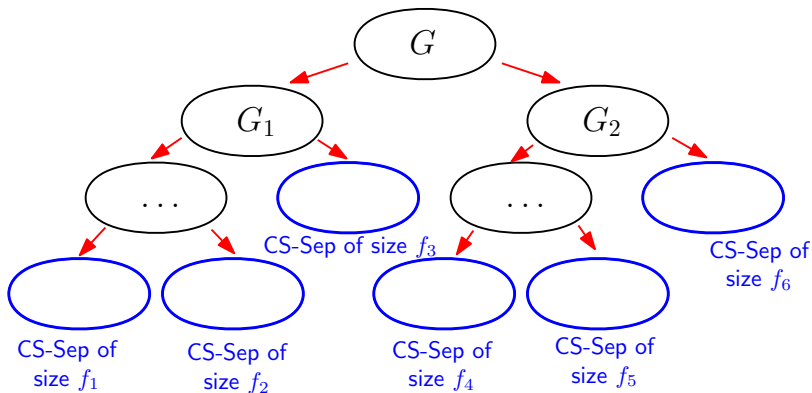 G
G₁
G₂
...
...
CS-Sep of size f₃
CS-Sep of
size f₆
CS-Sep of
size f₁
CS-Sep of
size f₂
CS-Sep of
size f₄
CS-Sep of
size f₅